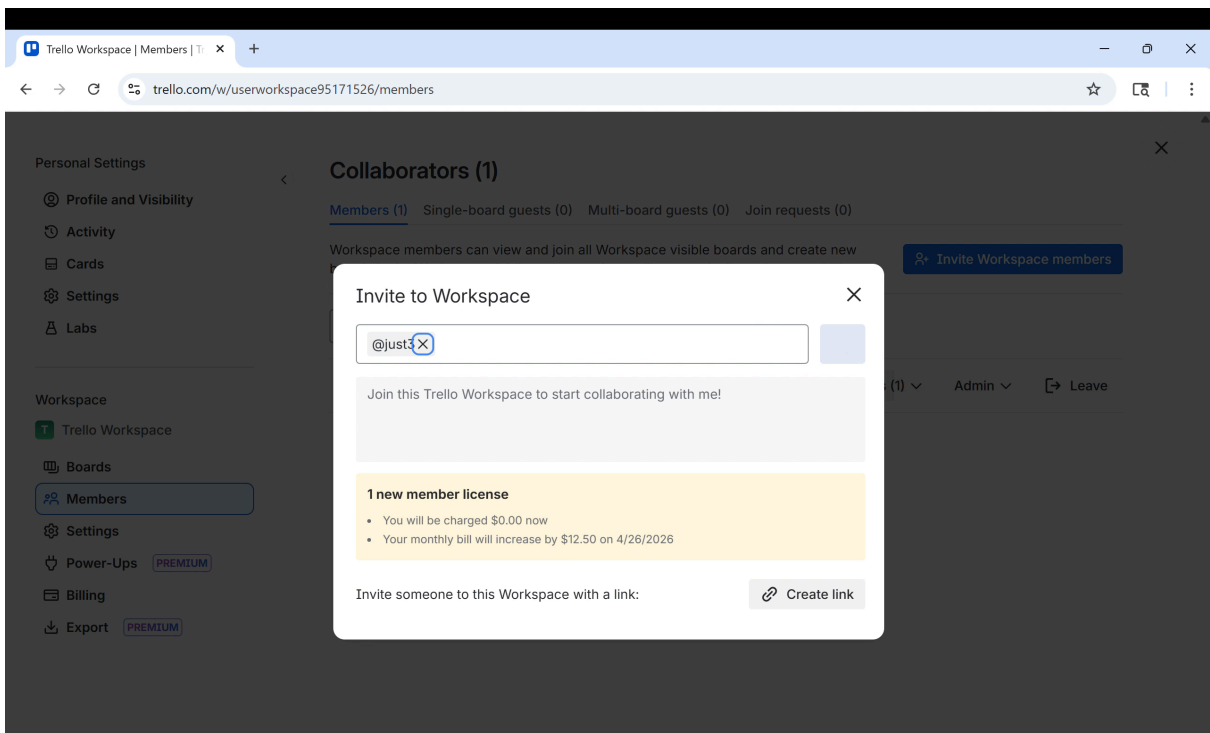 Trello Workspace | Members | T
trello.com/w/userworkspace95171526/members
Personal Settings
Profile and Visibility
Activity
Cards
Settings
Labs
Workspace
T Trello Workspace
Boards
Members
Settings
Power-Ups PREMIUM
Billing
Export PREMIUM
Collaborators (1)
Members (1) Single-board guests (0) Multi-board guests (0) Join requests (0)
Workspace members can view and join all Workspace visible boards and create new
Invite Workspace members
(1) Admin Leave
Invite to Workspace
@just3
Join this Trello Workspace to start collaborating with me!
1 new member license
• You will be charged $0.00 now
• Your monthly bill will increase by $12.50 on 4/26/2026
Invite someone to this Workspace with a link:
Create link